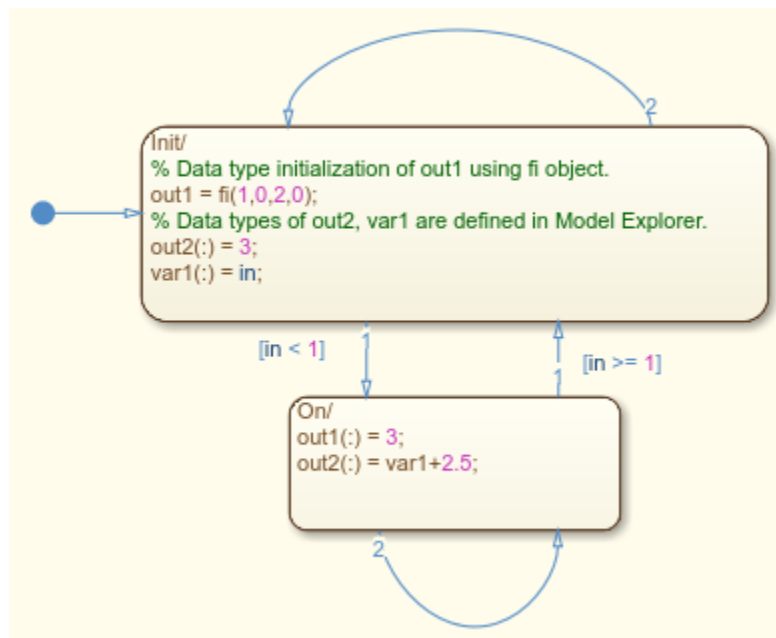 2
Init/
% Data type initialization of out1 using fi object.
out1 = fi(1,0,2,0);
% Data types of out2, var1 are defined in Model Explorer.
out2(:) = 3;
var1(:) = in;
[in < 1]
1
[in >= 1]
1
On/
out1(:) = 3;
out2(:) = var1+2.5;
2